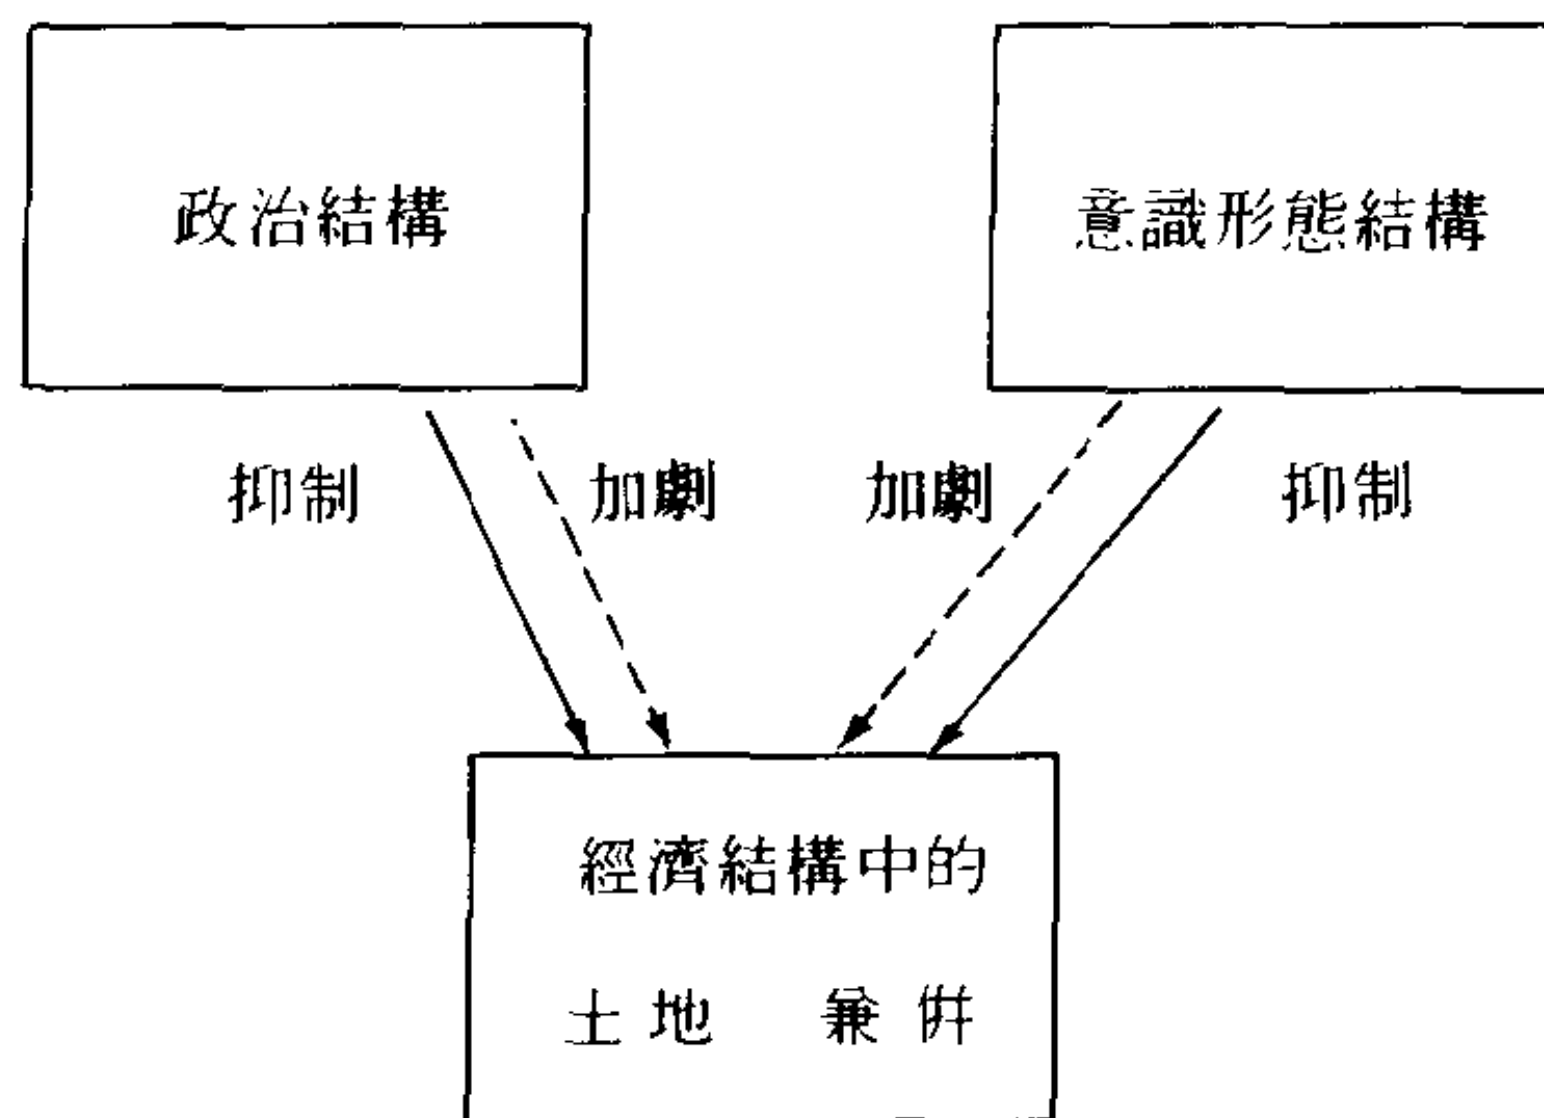 政治結構
意識形態結構
抑制 加劇 加劇 抑制
經濟結構中的
土地 兼併